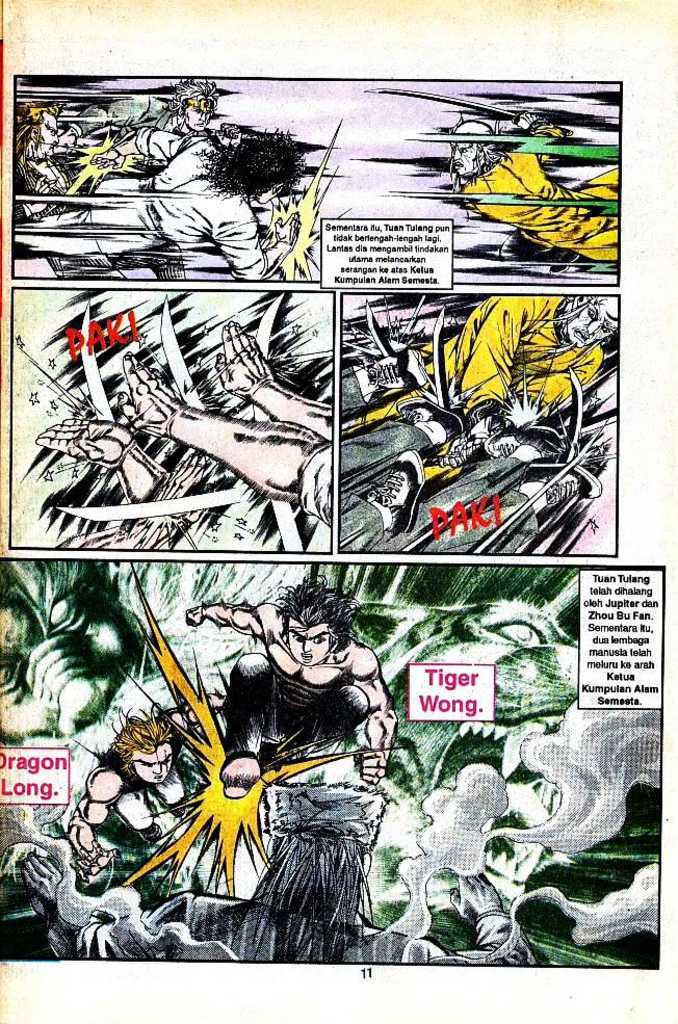 Sementara itu, Tuan Tulang pun
tidak berlengah-lengah lagi.
Lantas dia mengambil tindakan
utama melancarkan
serangan ke atas Ketua
Kumpulan Alam Semesta.
PAK!
PAK!
Tuan Tulang
telah dihalang
oleh Jupiter dan
Zhou Bu Fan.
Sementara itu,
dua lembaga
manusia telah
meluru ke arah
Ketua
Kumpulan Alam
Semesta.
Tiger
Wong.
Dragon
Long.
11